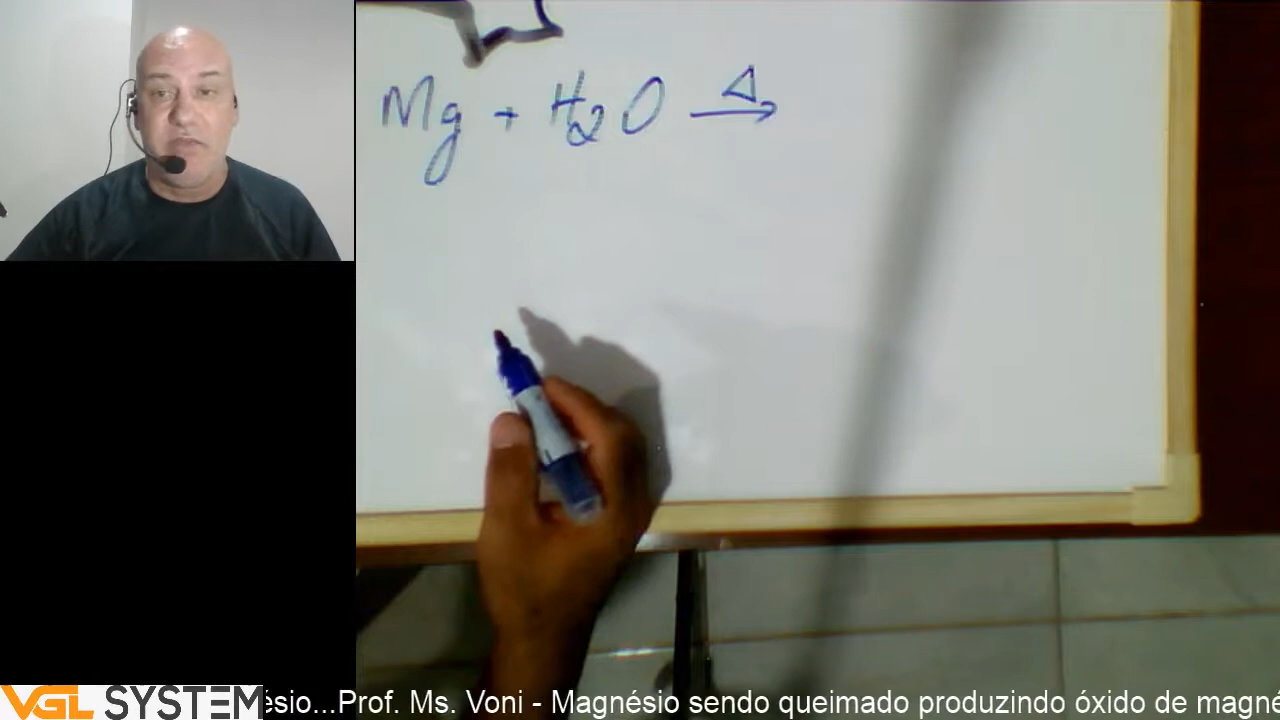 Mg + H2O →Δ
VGL SYSTEM
ésio...Prof. Ms. Voni - Magnésio sendo queimado produzindo óxido de magné